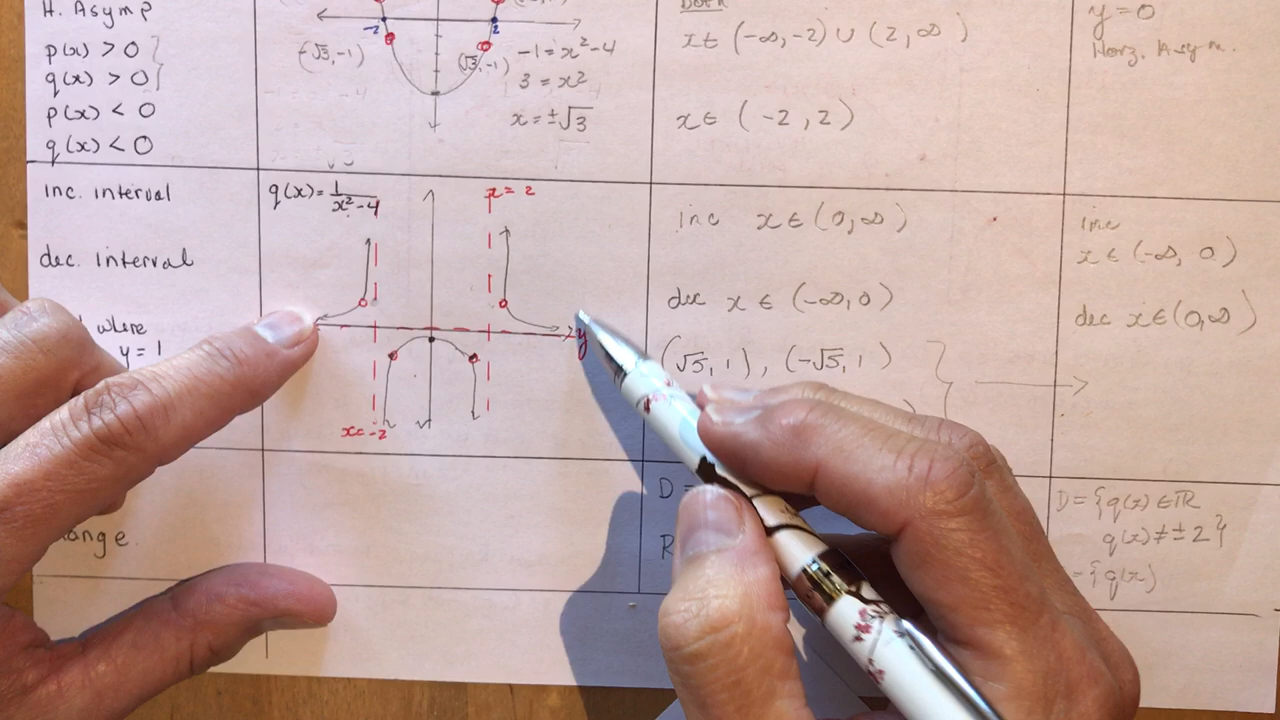 H. Asymp
p(x) > 0
q(x) > 0
p(x) < 0
q(x) < 0
-2
2
(√3, -1)
(√3, -1)
-1 = x² - 4
3 = x²
x = ±√3
x ∈ (-∞, -2) ∪ (2, ∞)
x ∈ (-2, 2)
y = 0
Horz. Asym.
inc. interval
dec. interval
where
y = 1
q(x) = 1/(x² - 4)
x = 2
x = -2
y
inc x ∈ (0, ∞)
dec x ∈ (-∞, 0)
(√5, 1), (-√5, 1)
inc
x ∈ (-∞, 0)
dec x ∈ (0, ∞)
D =
R
D = {q(x) ∈ ℝ
q(x) ≠ ± 2}
= {q(x)